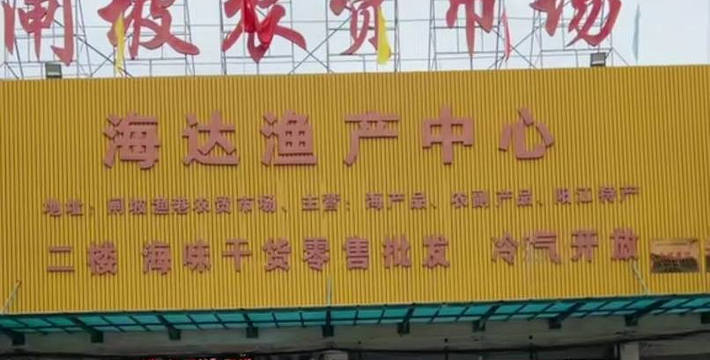 闸坡农货市场
海达渔产中心
地址：闸坡渔港农贸市场、主营：海产品、农副产品、阳江特产
二楼 海味干货零售批发 冷气开放